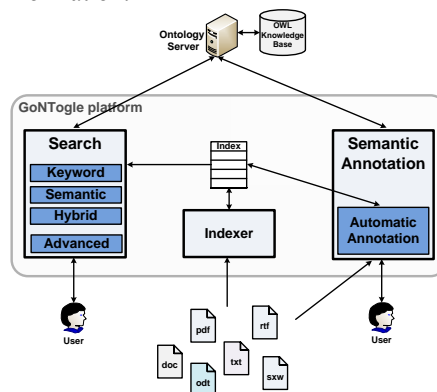 Ontology
Server
OWL
Knowledge
Base
GoNTogle platform
Search
Keyword
Semantic
Hybrid
Advanced
Index
Indexer
Semantic
Annotation
Automatic
Annotation
User
User
pdf
rtf
doc
txt
odt
sxw